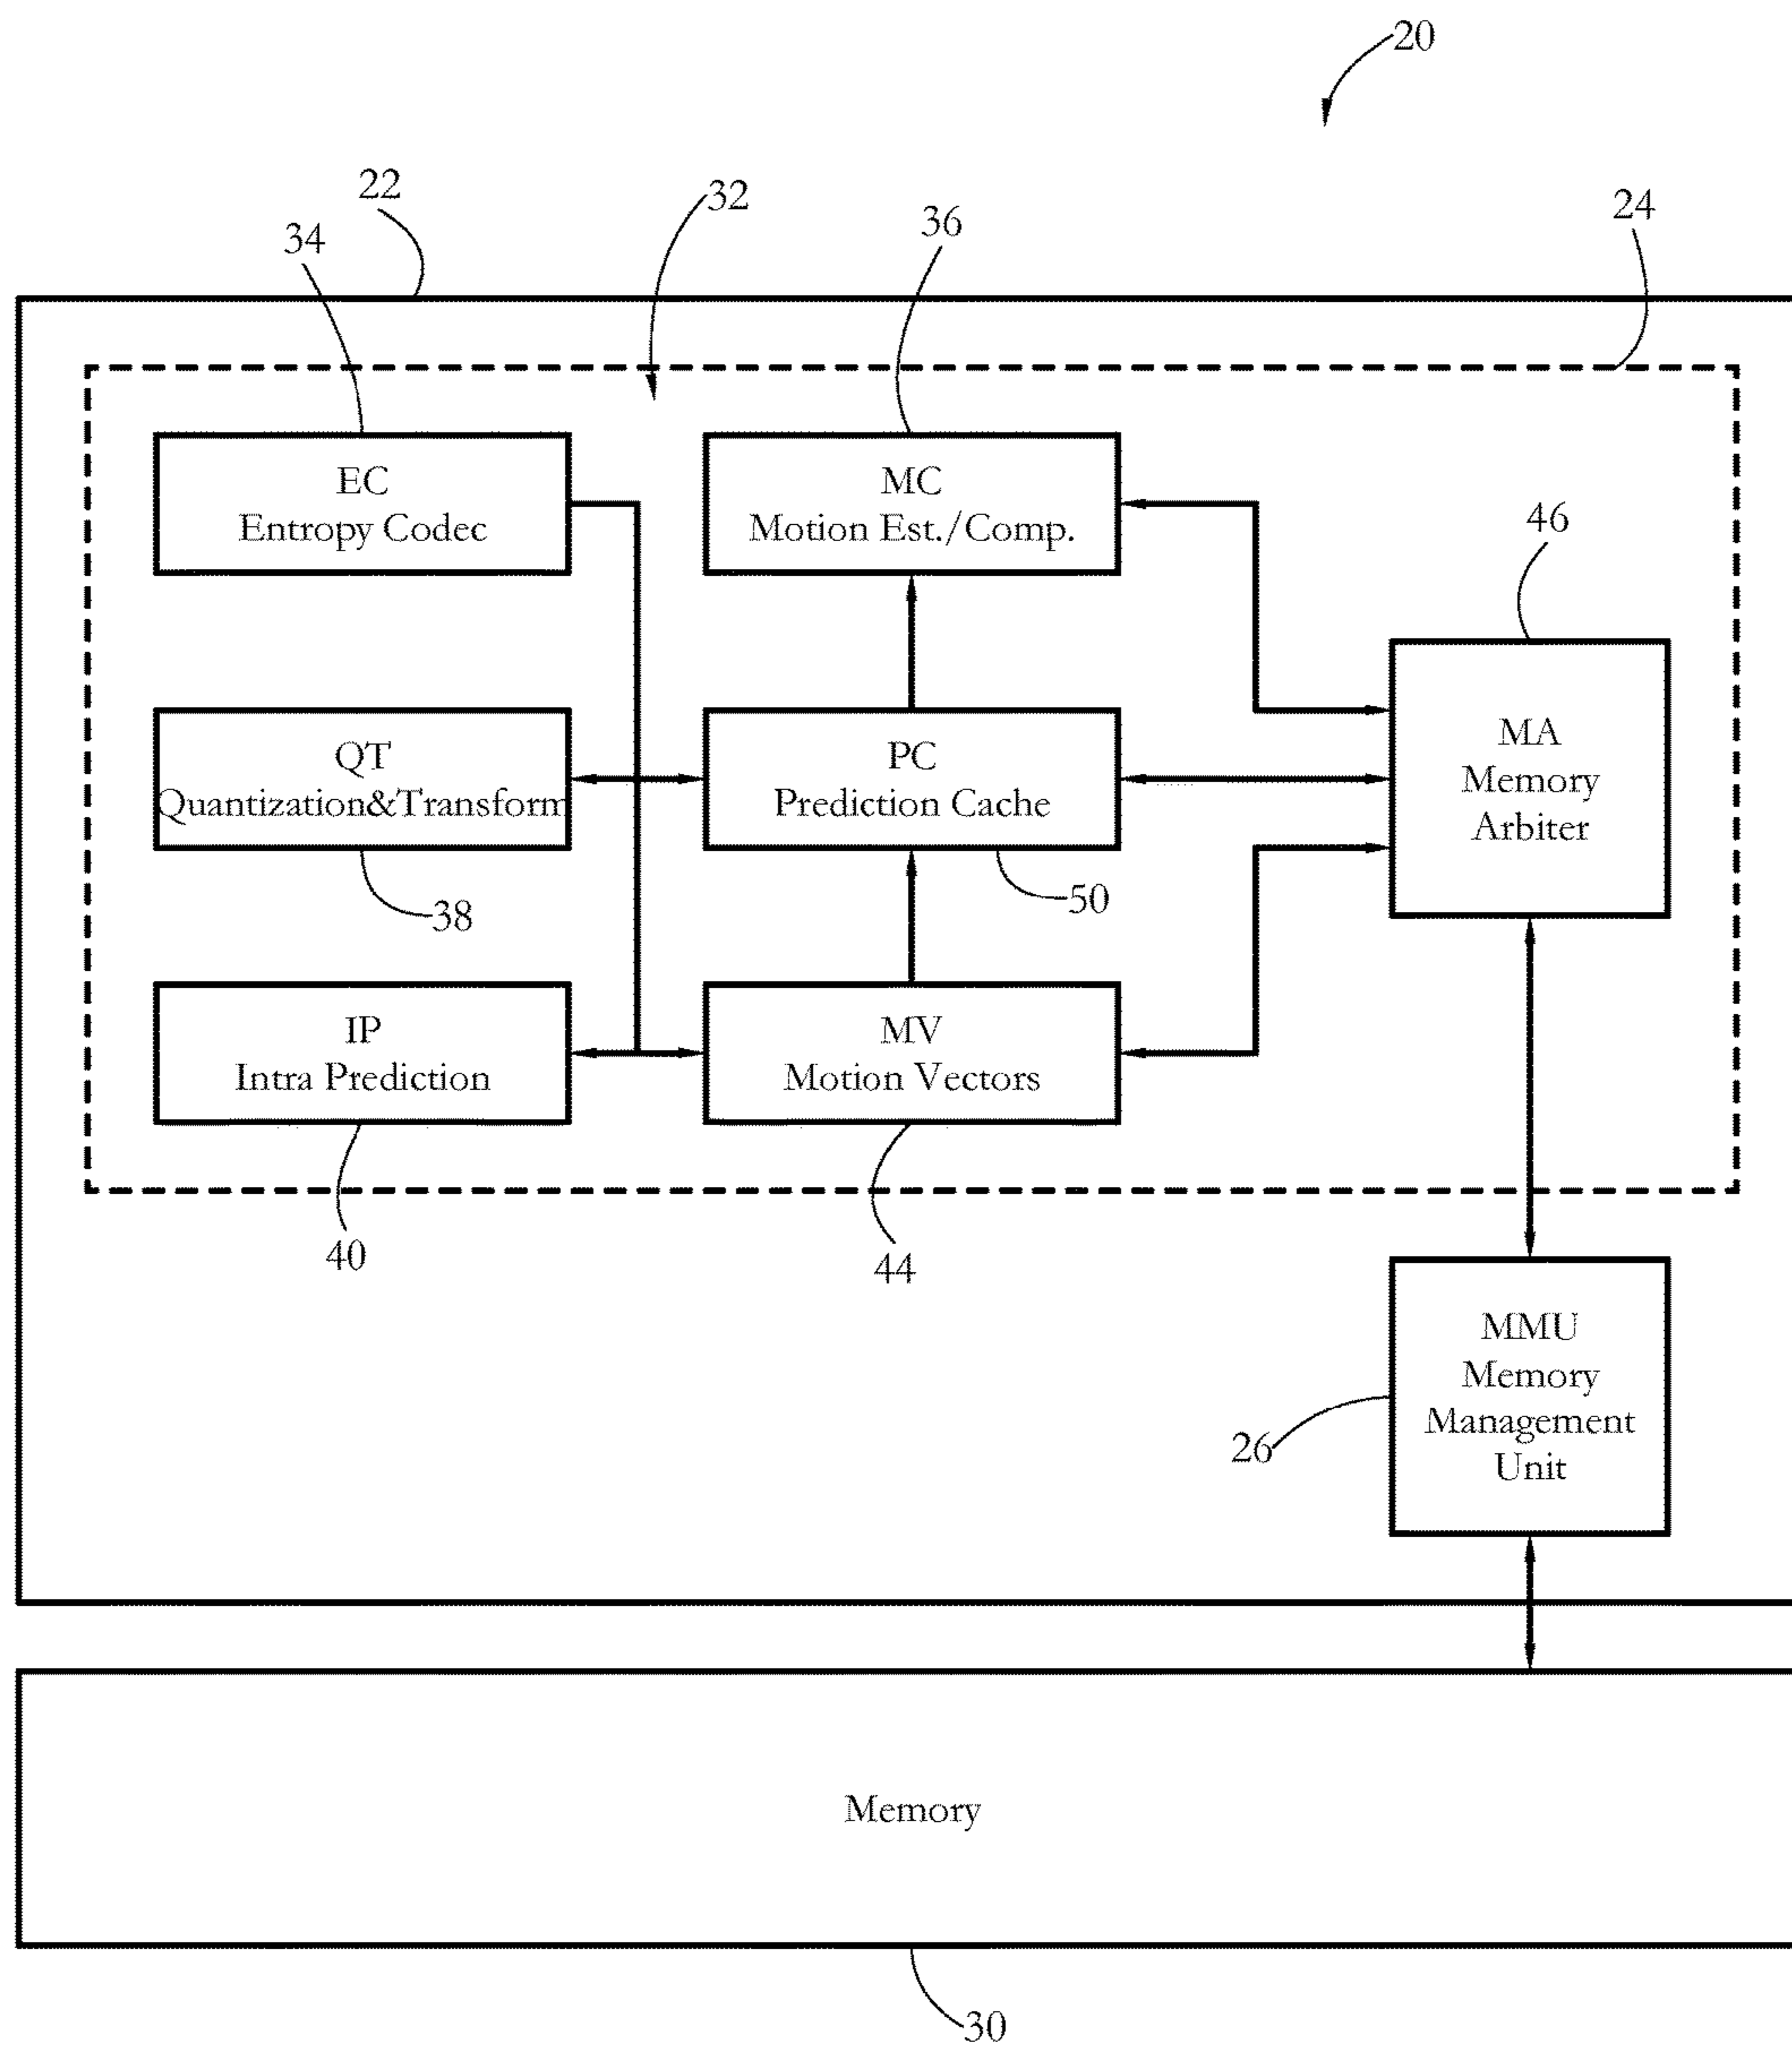 20
22
32
34
36
24
EC
Entropy Codec
MC
Motion Est./Comp.
46
QT
Quantization&Transform
PC
Prediction Cache
MA
Memory
Arbiter
38
50
IP
Intra Prediction
MV
Motion Vectors
40
44
MMU
Memory
Management
Unit
26
Memory
30